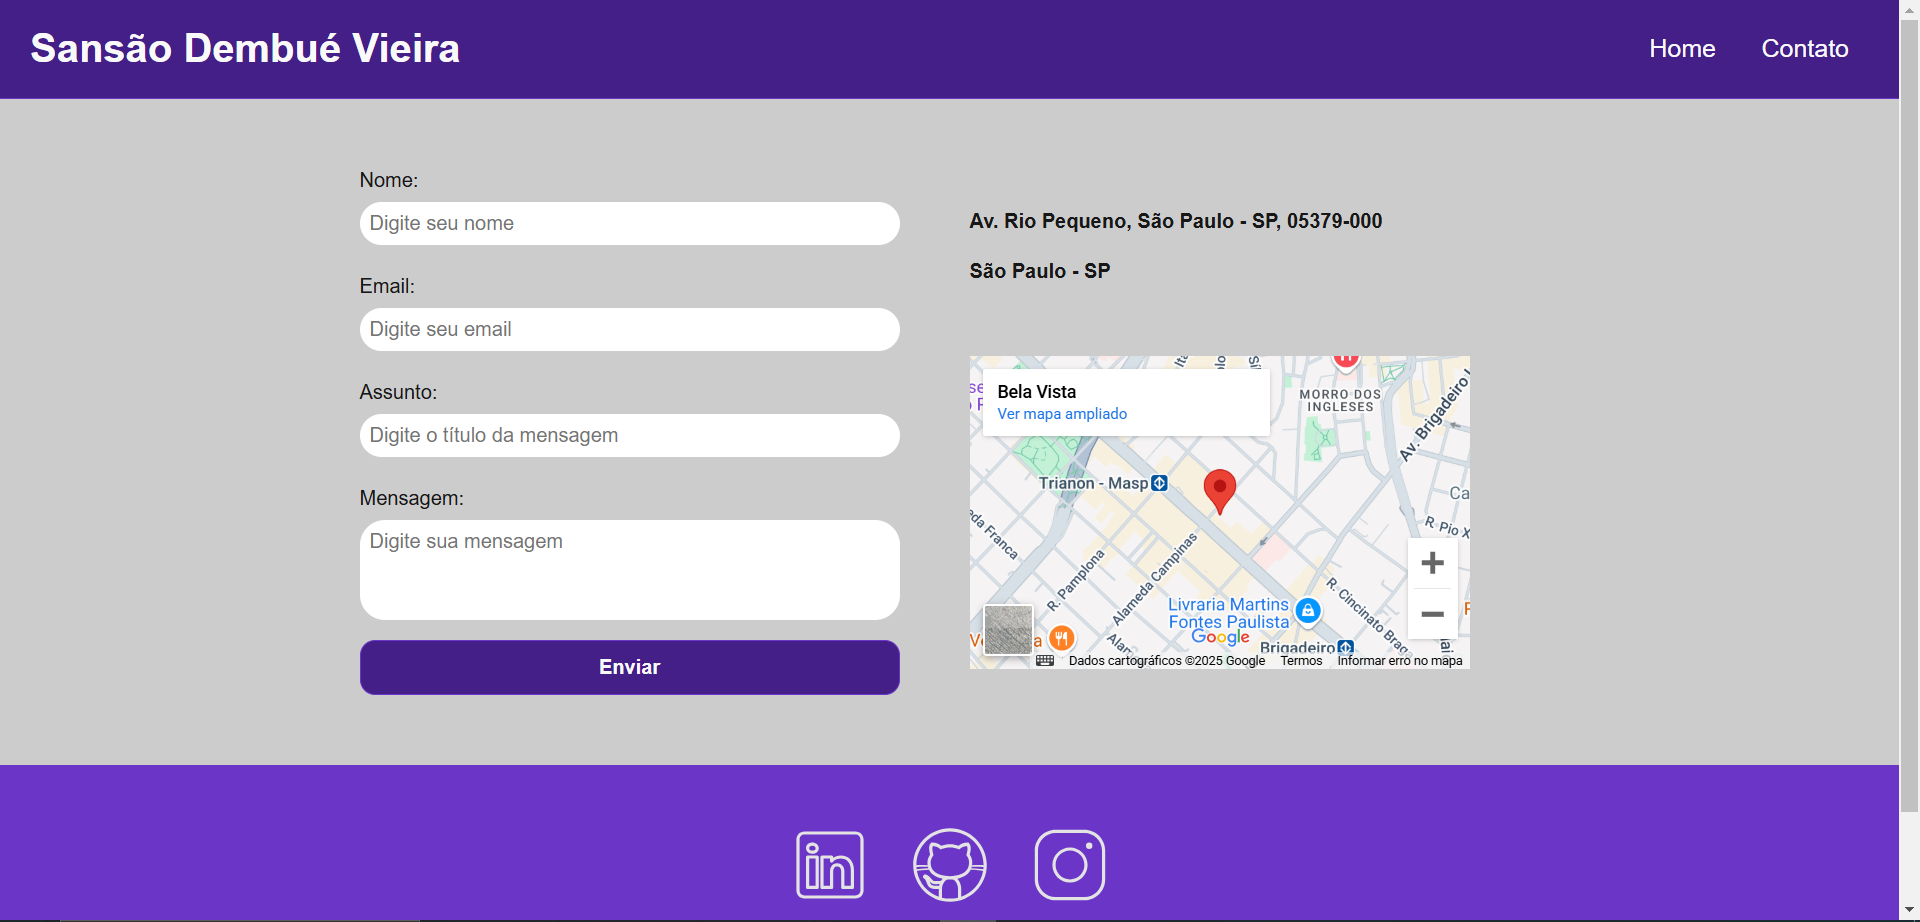 Sansão Dembué Vieira
Home
Contato
Nome:
Digite seu nome
Email:
Digite seu email
Assunto:
Digite o título da mensagem
Mensagem:
Digite sua mensagem
Enviar
Av. Rio Pequeno, São Paulo - SP, 05379-000
São Paulo - SP
Bela Vista
Ver mapa ampliado
MORRO DOS
INGLESES
Av. Brigadeiro
Trianon - Masp
Ca
R. Pio X
eda Franca
R. Pamplona
Alameda Campinas
R. Cincinato Braga
Livraria Martins
Fontes Paulista
Google
Brigadeiro
Dados cartográficos ©2025 Google
Termos
Informar erro no mapa
in